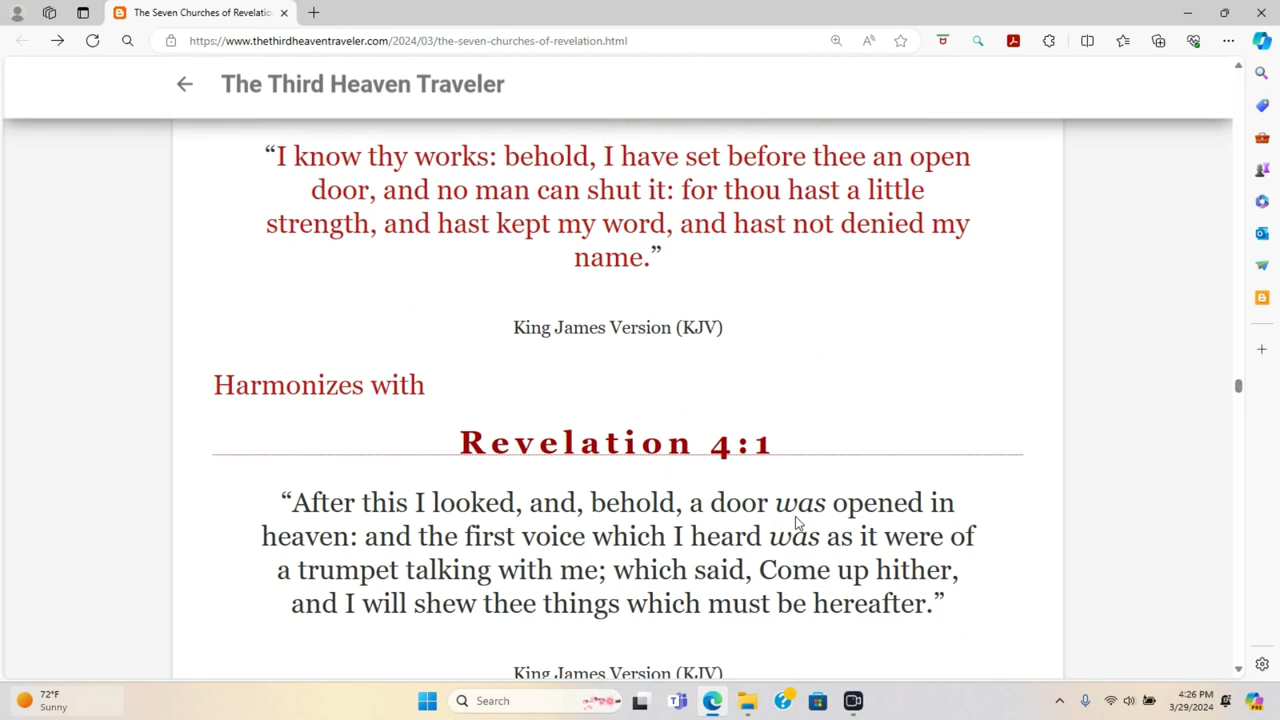 The Seven Churches of Revelatio
https://www.thethirdheaventraveler.com/2024/03/the-seven-churches-of-revelation.html
The Third Heaven Traveler
“I know thy works: behold, I have set before thee an open
door, and no man can shut it: for thou hast a little
strength, and hast kept my word, and hast not denied my
name.”
King James Version (KJV)
Harmonizes with
Revelation 4:1
“After this I looked, and, behold, a door was opened in
heaven: and the first voice which I heard was as it were of
a trumpet talking with me; which said, Come up hither,
and I will shew thee things which must be hereafter.”
King James Version (KJV)
72°F
Sunny
Search
4:26 PM
3/29/2024